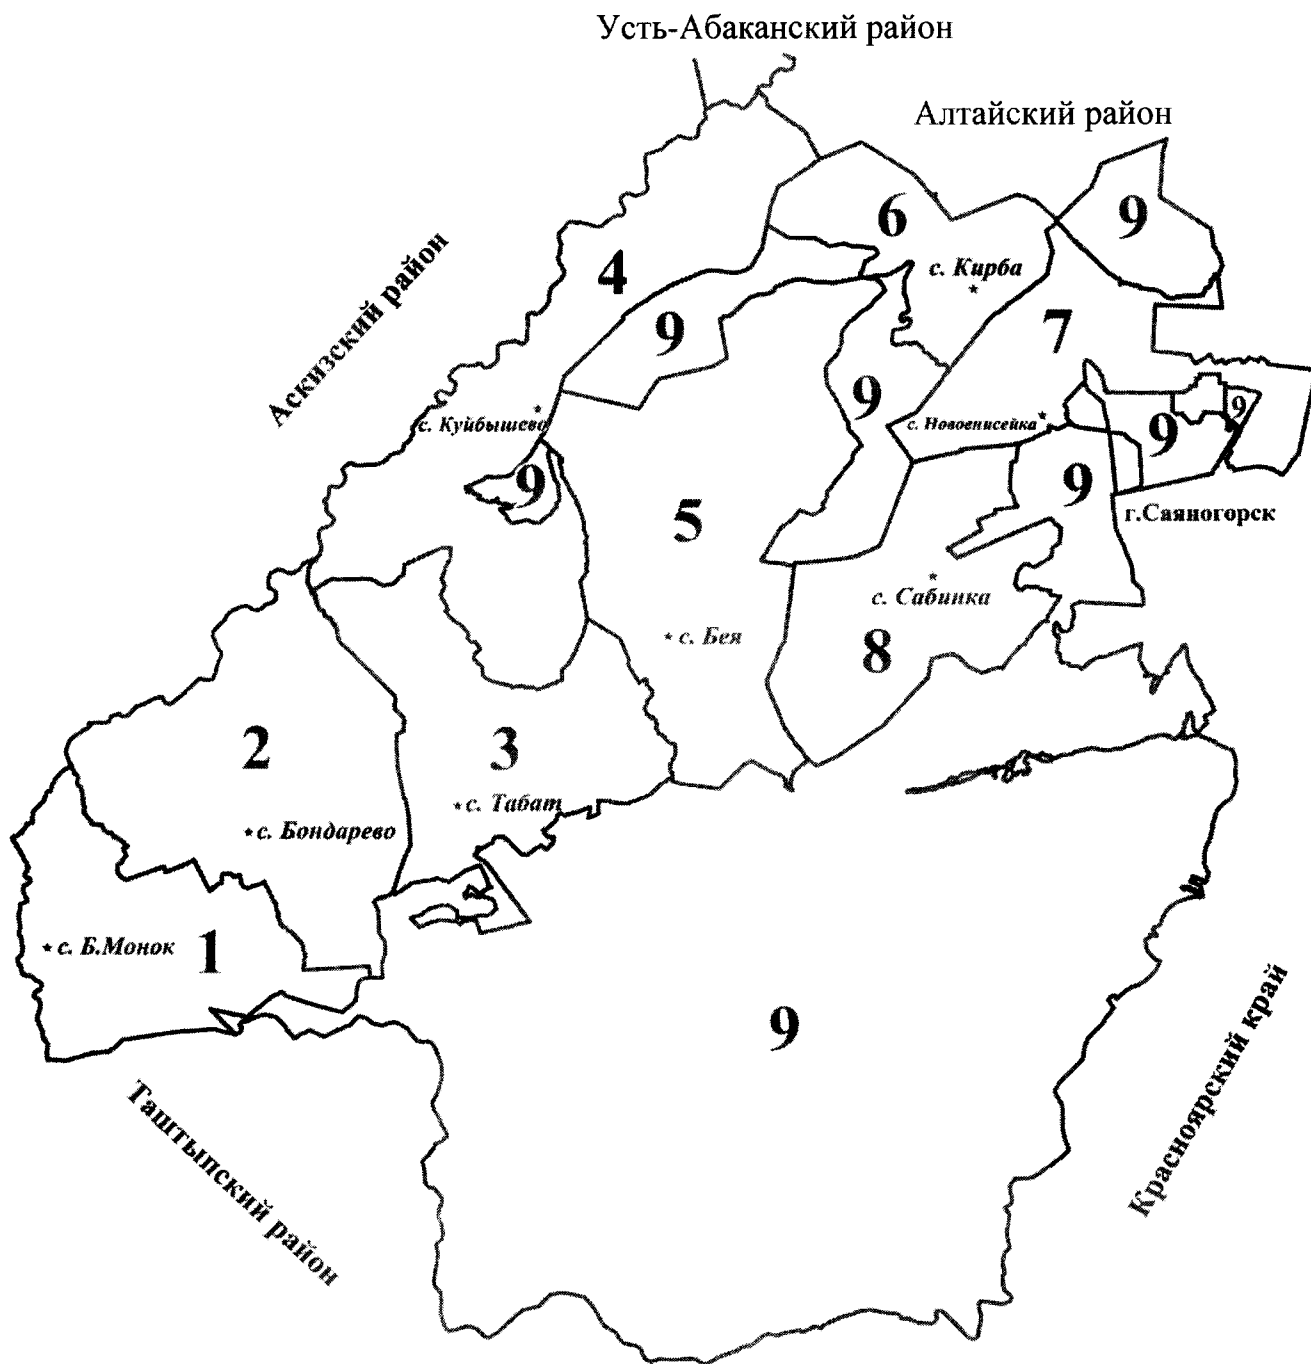 Усть-Абаканский район
Алтайский район
9
6
4
Аскизский район
с. Кирба
9
7
9
с. Куйбышево
с. Новоенисейка
9
9
9
9
5
г.Саяногорск
с. Сабинка
с. Бея
8
2
3
с. Табат
с. Бондарево
с. Б.Монок
1
9
Таштыпский район
Красноярский край